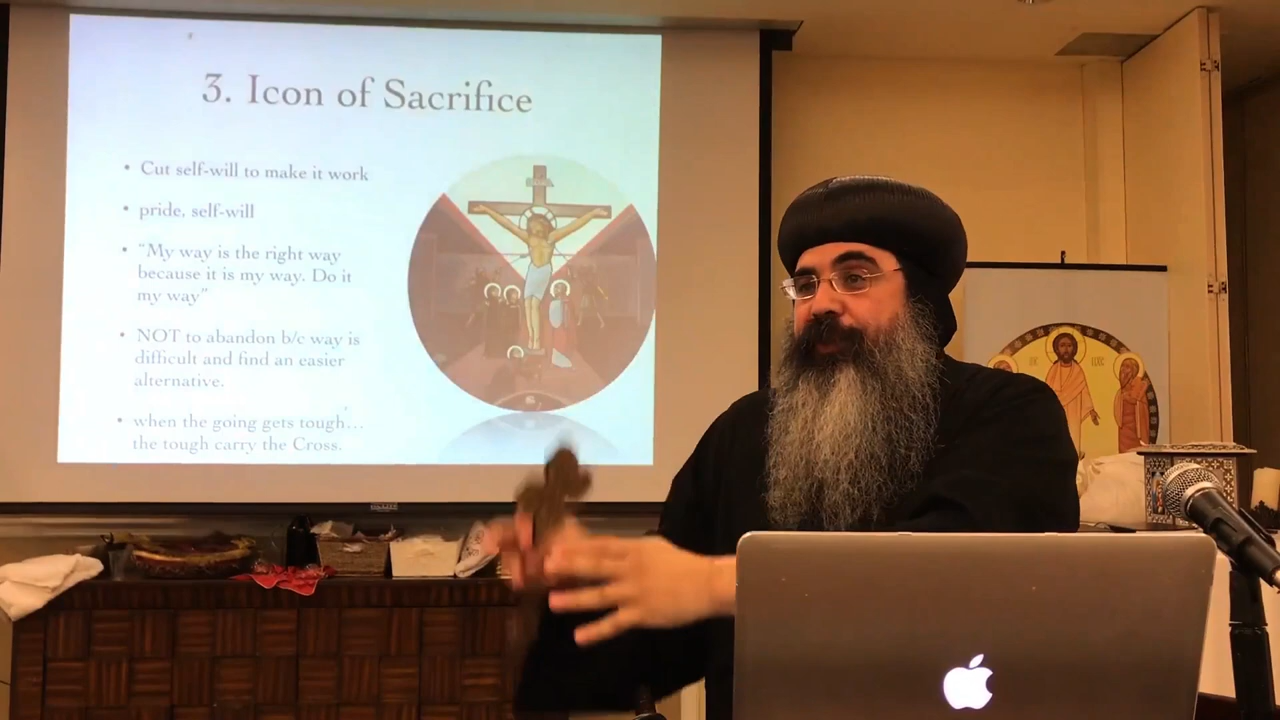 3. Icon of Sacrifice
• Cut self-will to make it work
• pride, self-will
• “My way is the right way
because it is my way. Do it
my way”
• NOT to abandon b/c way is
difficult and find an easier
alternative.
• when the going gets tough…
the tough carry the Cross.